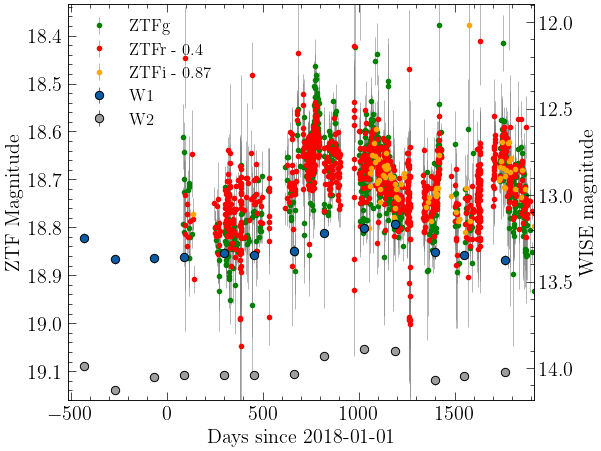 ZTFg
ZTFr - 0.4
ZTFi - 0.87
W1
W2
18.4
18.5
18.6
18.7
18.8
18.9
19.0
19.1
ZTF Magnitude
12.0
12.5
13.0
13.5
14.0
WISE magnitude
−500
0
500
1000
1500
Days since 2018-01-01